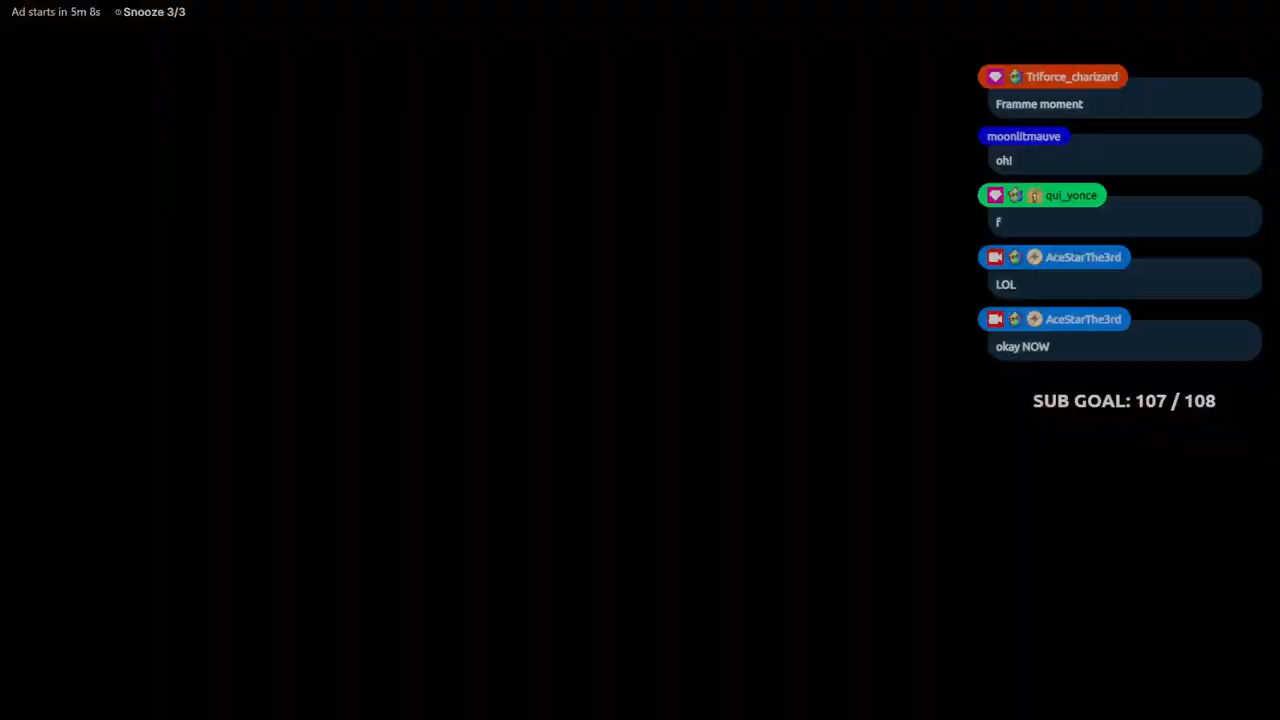 Ad starts in 5m 8s Snooze 3/3
Triforce_charizard
Framme moment
moonlitmauve
oh!
qui_yonce
f
AceStarThe3rd
LOL
AceStarThe3rd
okay NOW
SUB GOAL: 107 / 108